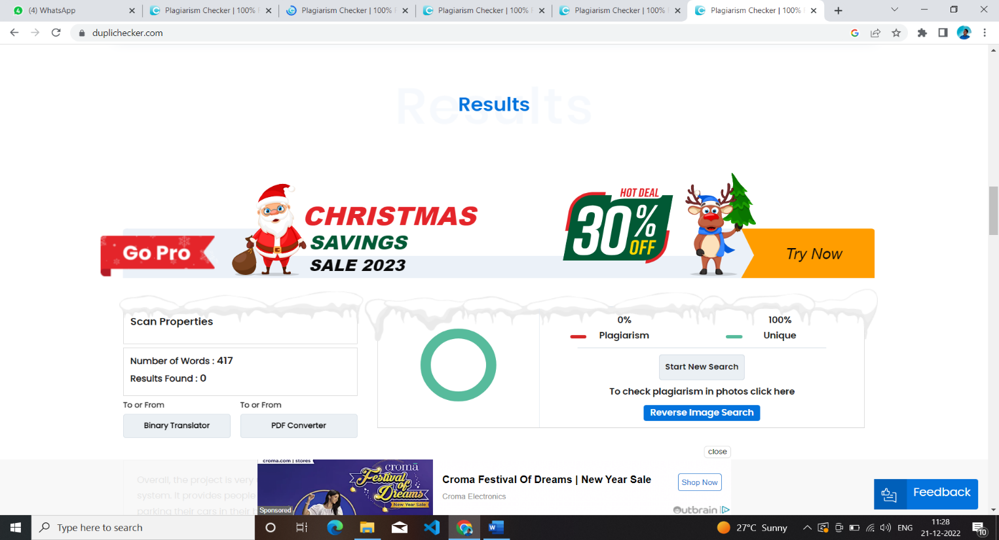 (4) WhatsApp
Plagiarism Checker | 100%
Plagiarism Checker | 100%
Plagiarism Checker | 100%
Plagiarism Checker | 100%
Plagiarism Checker | 100%
duplichecker.com
Results
Results
CHRISTMAS
SAVINGS
SALE 2023
Go Pro
HOT DEAL
30%
OFF
Try Now
Scan Properties
Number of Words : 417
Results Found : 0
To or From
To or From
Binary Translator
PDF Converter
0%
Plagiarism
100%
Unique
Start New Search
To check plagiarism in photos click here
Reverse Image Search
close
Overall, the project is very
system. It provides people
parking their cars in their
croma.com | stores
croma
Festival
of
Dreams
New Year Sale
Sponsored
Croma Festival Of Dreams | New Year Sale
Croma Electronics
Shop Now
Outbrain
Feedback
Type here to search
27°C Sunny
ENG
11:28
21-12-2022
10